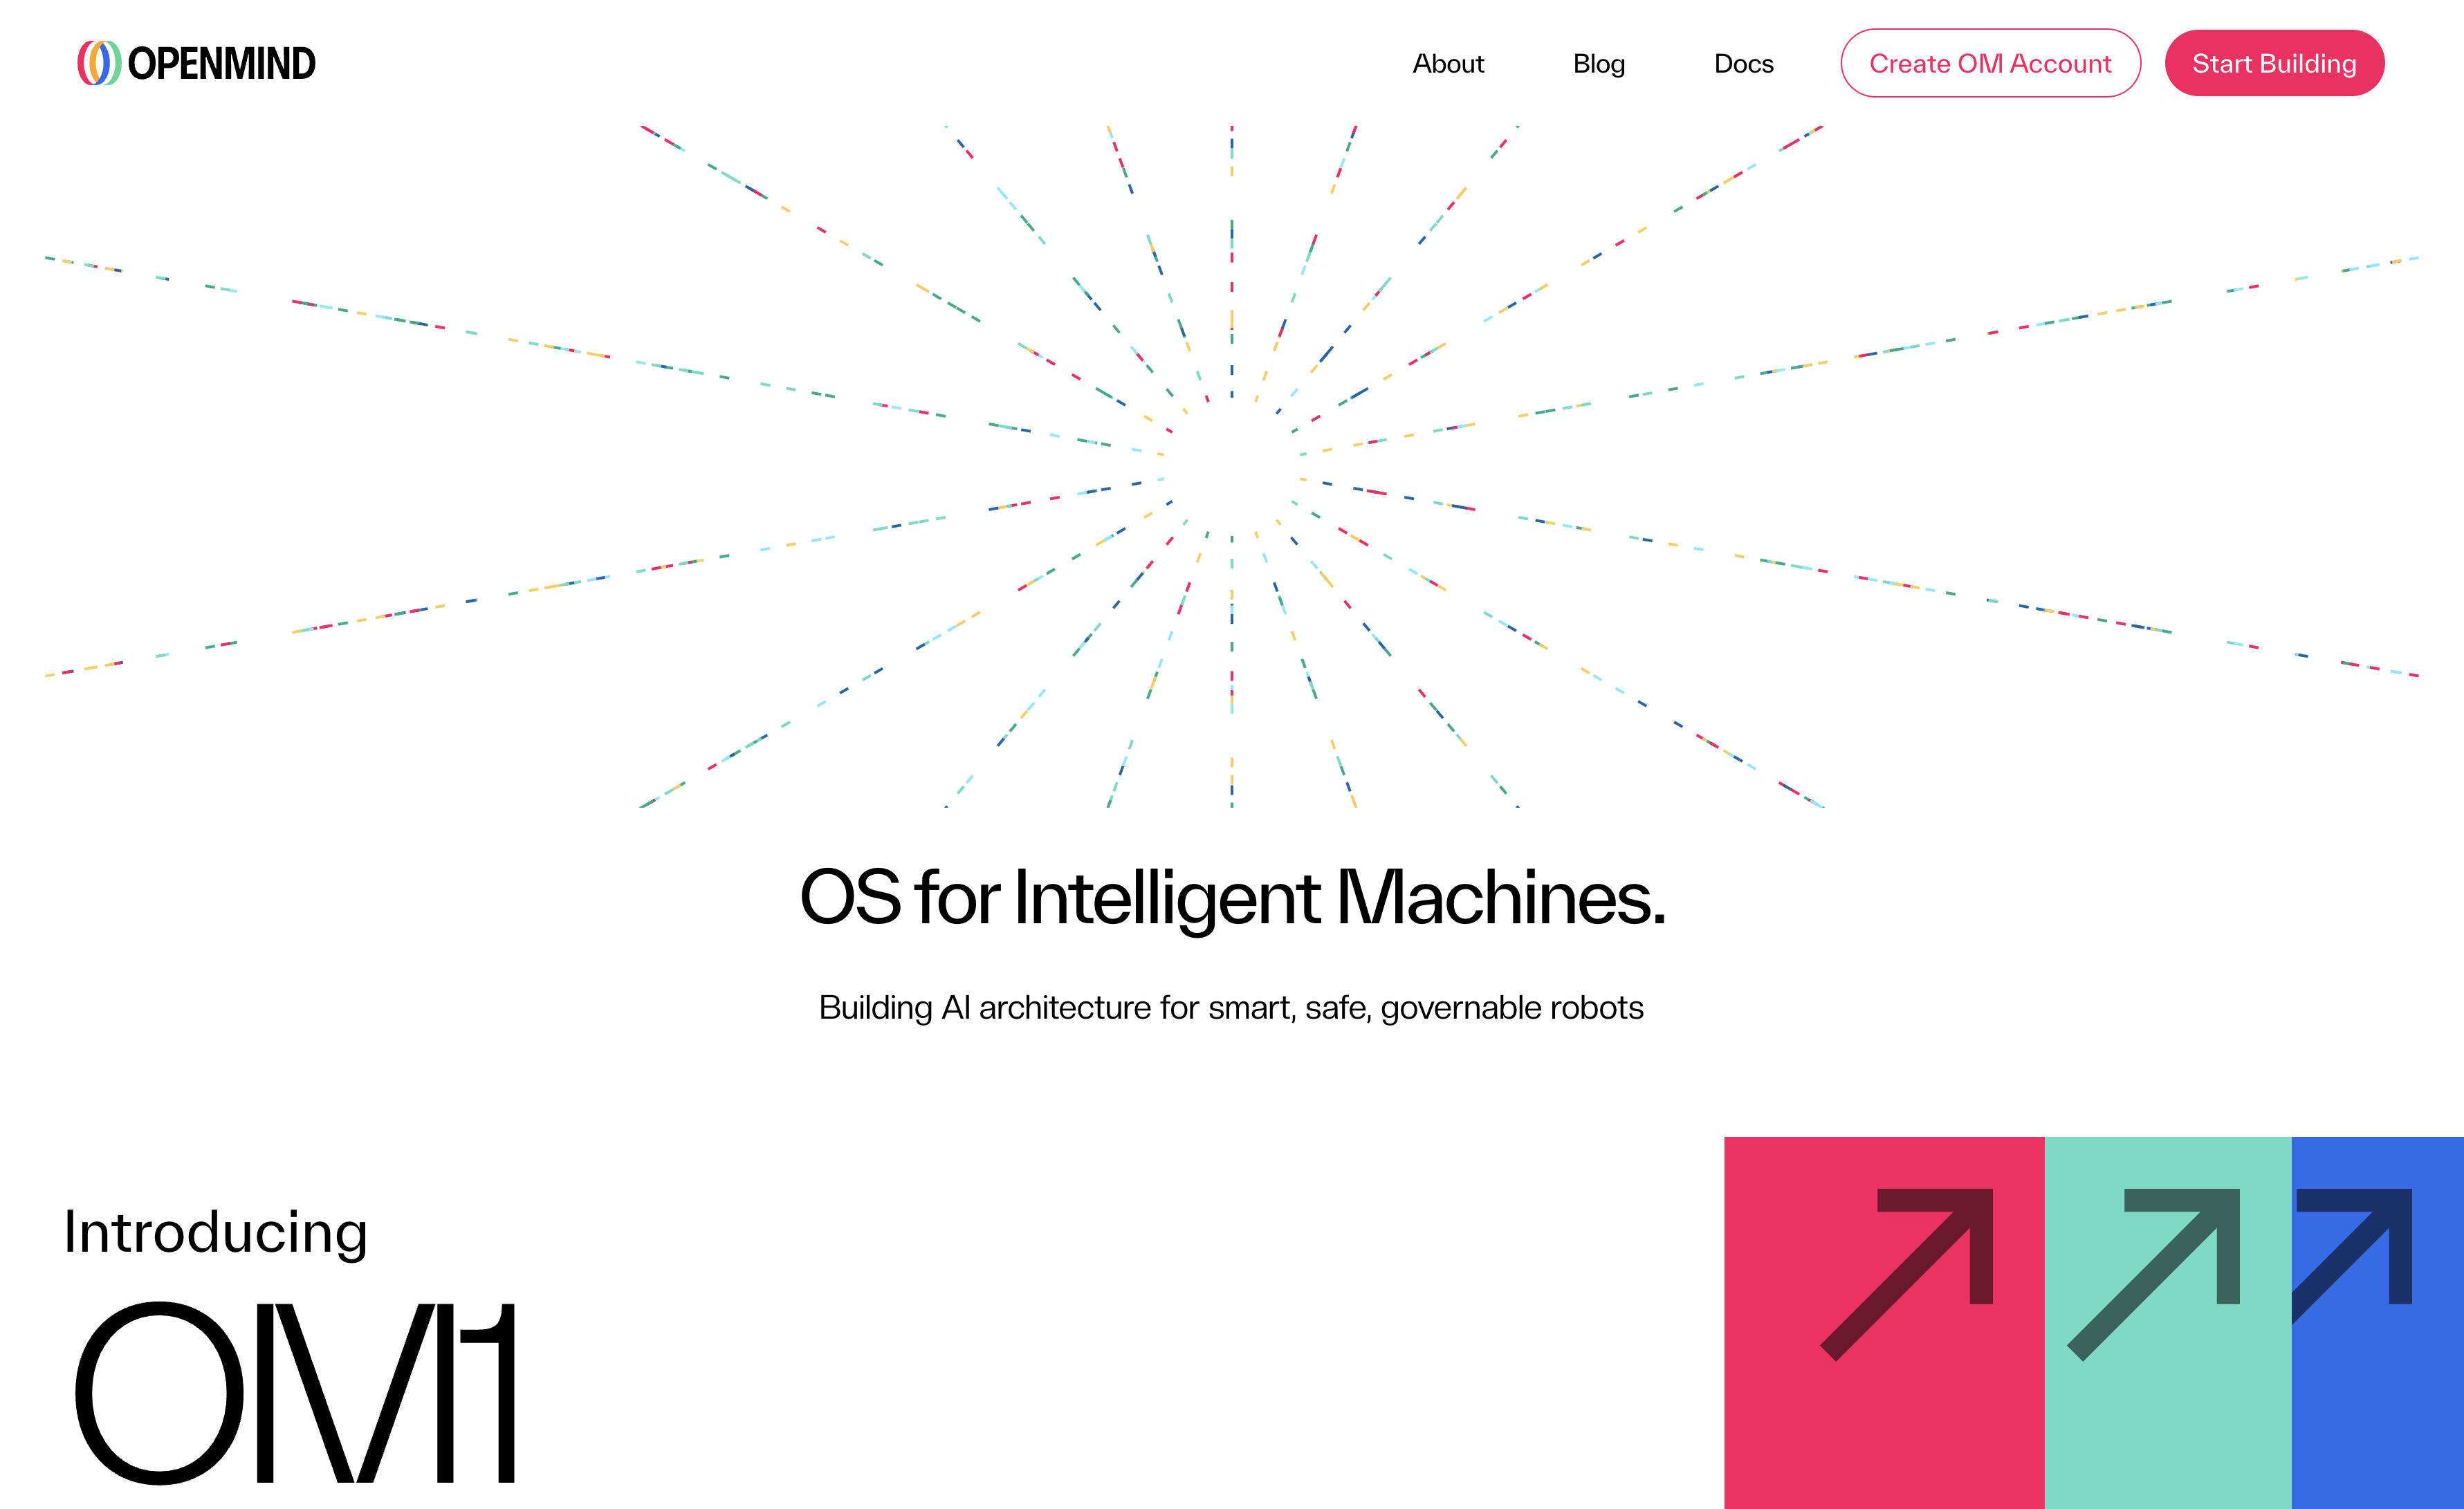 OPENMIND
About
Blog
Docs
Create OM Account
Start Building
OS for Intelligent Machines.
Building AI architecture for smart, safe, governable robots
Introducing
OM1